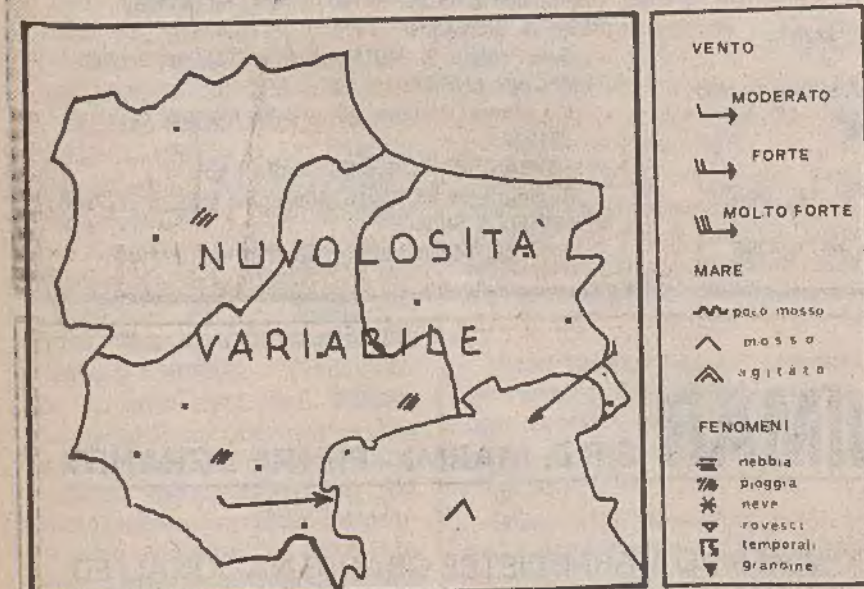 NUVOLOSITÀ
VARIABILE
VENTO
MODERATO
FORTE
MOLTO FORTE
MARE
poco mosso
mosso
agitato
FENOMENI
nebbia
pioggia
neve
rovesci
temporali
grandine